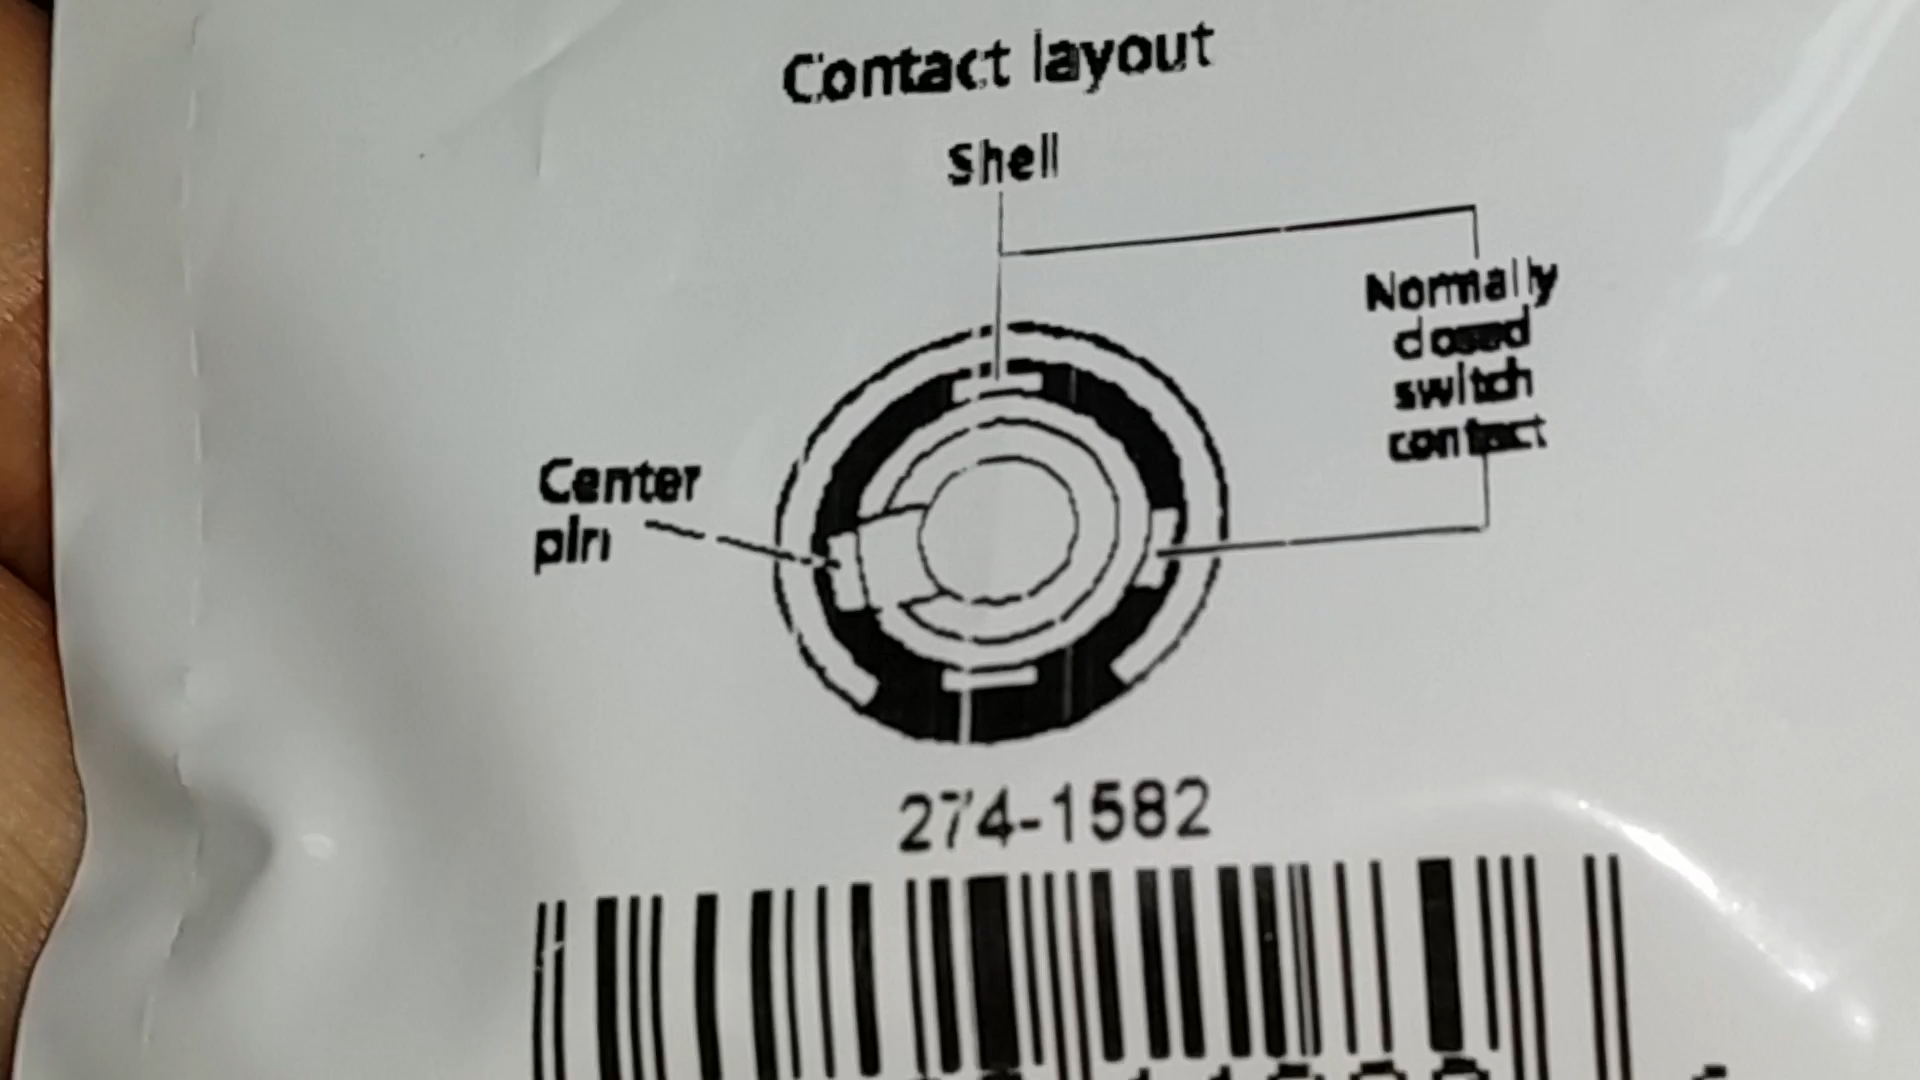 Contact layout
Shell
Normally
closed
switch
contact
Center
pin
274-1582